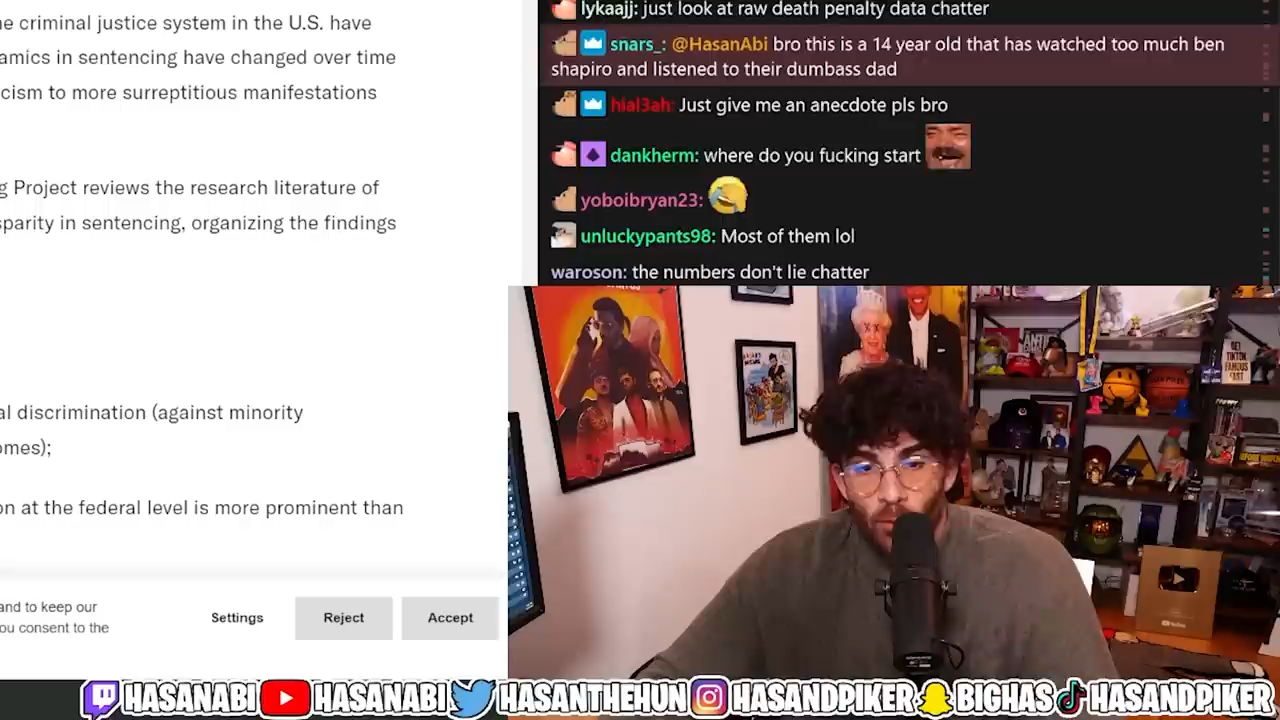 e criminal justice system in the U.S. have
amics in sentencing have changed over time
cism to more surreptitious manifestations
g Project reviews the research literature of
sparity in sentencing, organizing the findings
al discrimination (against minority
omes);
on at the federal level is more prominent than
and to keep our
ou consent to the
Settings
Reject
Accept
lykaajj: just look at raw death penalty data chatter
snars_: @HasanAbi bro this is a 14 year old that has watched too much ben
shapiro and listened to their dumbass dad
hial3ah: Just give me an anecdote pls bro
dankherm: where do you fucking start
yoboibryan23:
unluckypants98: Most of them lol
waroson: the numbers don't lie chatter
GET
TIKTOK
FAMOUS
FAST
HASANABI
HASANABI
HASANTHEHUN
HASANDPIKER
BIGHAS
HASANDPIKER